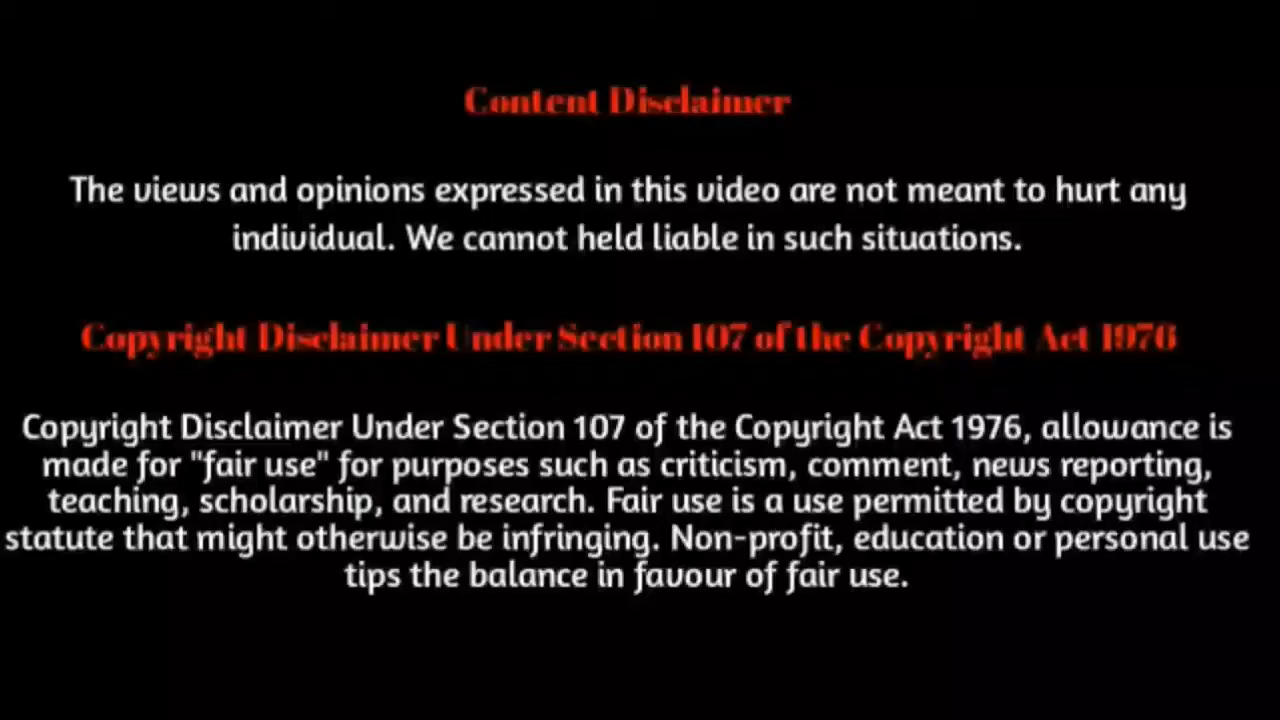 Content Disclaimer
The views and opinions expressed in this video are not meant to hurt any
individual. We cannot held liable in such situations.
Copyright Disclaimer Under Section 107 of the Copyright Act 1976
Copyright Disclaimer Under Section 107 of the Copyright Act 1976, allowance is
made for "fair use" for purposes such as criticism, comment, news reporting,
teaching, scholarship, and research. Fair use is a use permitted by copyright
statute that might otherwise be infringing. Non-profit, education or personal use
tips the balance in favour of fair use.